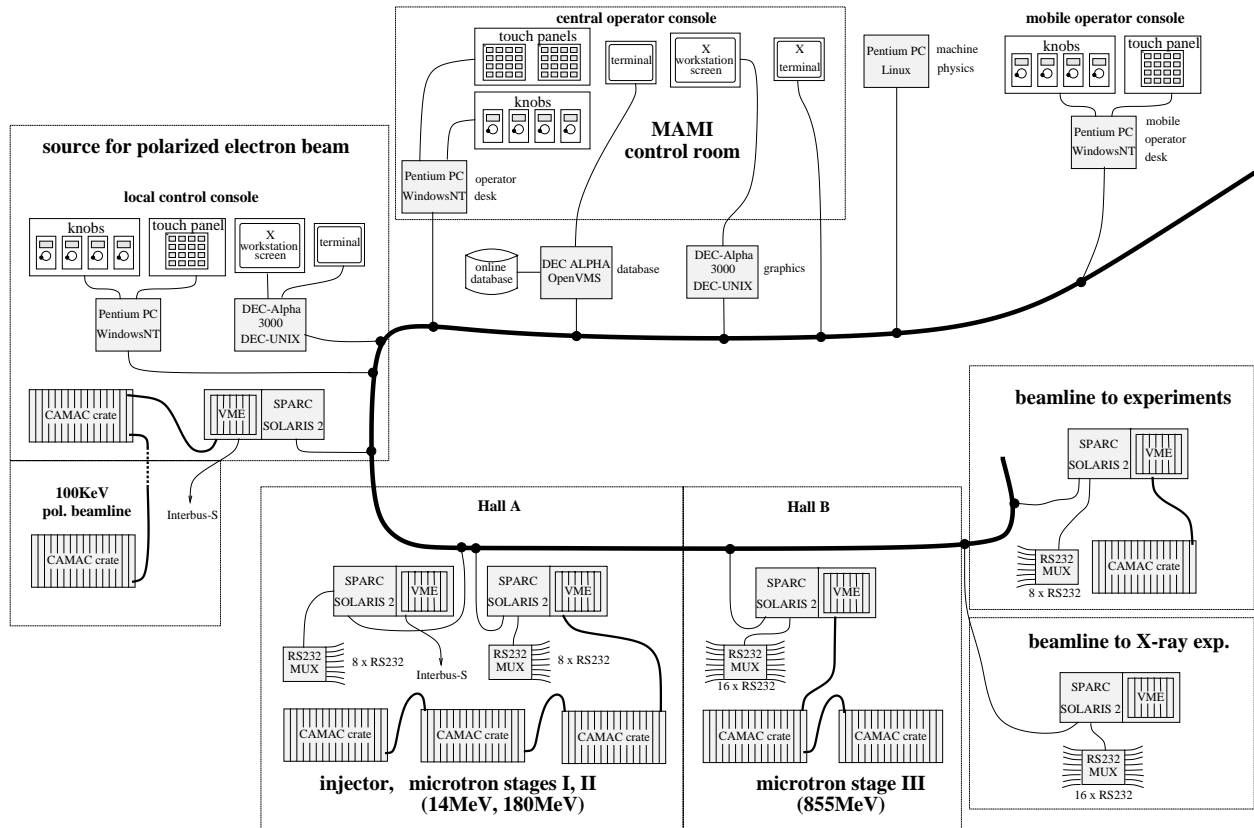 central operator console
touch panels
terminal
X
workstation
screen
X
terminal
knobs
MAMI
control room
Pentium PC
WindowsNT
operator
desk
online
database
DEC ALPHA
OpenVMS
database
DEC-Alpha
3000
DEC-UNIX
graphics
Pentium PC
Linux
machine
physics
mobile operator console
knobs
touch panel
Pentium PC
WindowsNT
mobile
operator
desk
source for polarized electron beam
local control console
knobs
touch panel
X
workstation
screen
terminal
Pentium PC
WindowsNT
DEC-Alpha
3000
DEC-UNIX
CAMAC crate
VME
SPARC
SOLARIS 2
100KeV
pol. beamline
Interbus-S
CAMAC crate
Hall A
SPARC
SOLARIS 2
VME
SPARC
SOLARIS 2
VME
RS232
MUX
8 x RS232
Interbus-S
RS232
MUX
8 x RS232
CAMAC crate
CAMAC crate
CAMAC crate
injector, microtron stages I, II
(14MeV, 180MeV)
Hall B
SPARC
SOLARIS 2
VME
RS232
MUX
16 x RS232
CAMAC crate
CAMAC crate
microtron stage III
(855MeV)
beamline to experiments
SPARC
SOLARIS 2
VME
RS232
MUX
8 x RS232
CAMAC crate
beamline to X-ray exp.
SPARC
SOLARIS 2
VME
RS232
MUX
16 x RS232